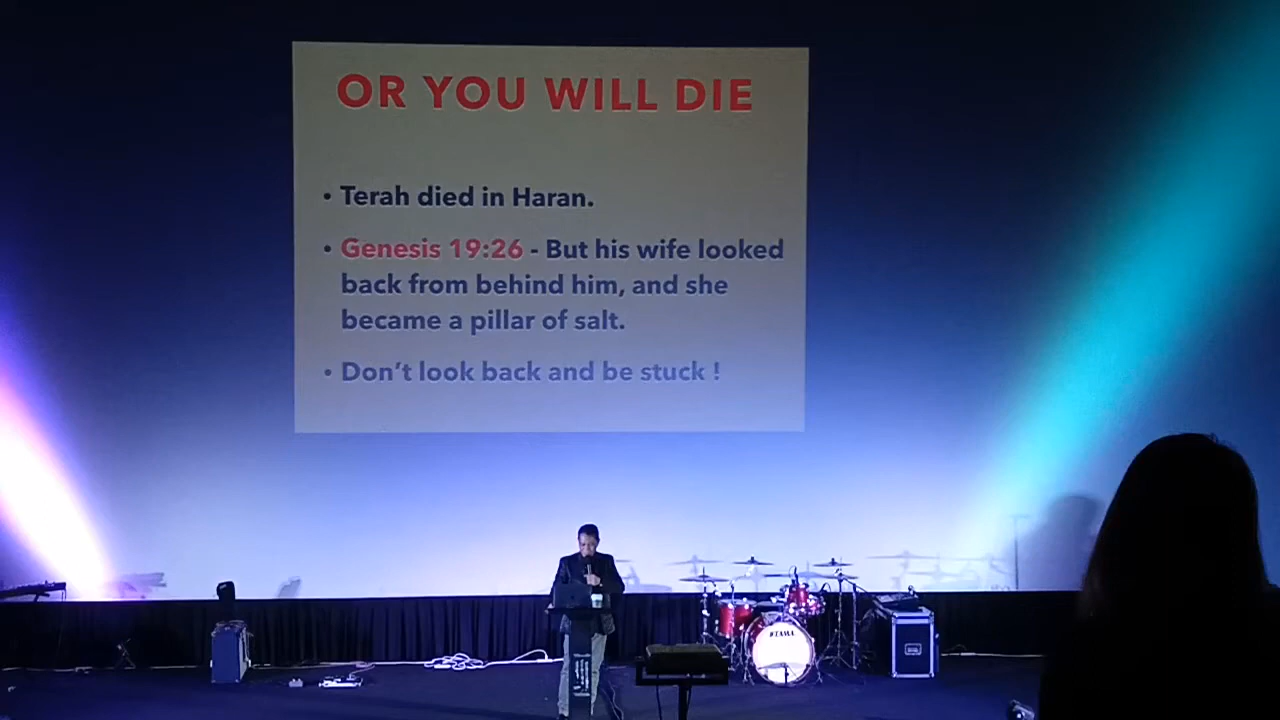 OR YOU WILL DIE
• Terah died in Haran.
• Genesis 19:26 - But his wife looked
back from behind him, and she
became a pillar of salt.
• Don't look back and be stuck !
TAMA